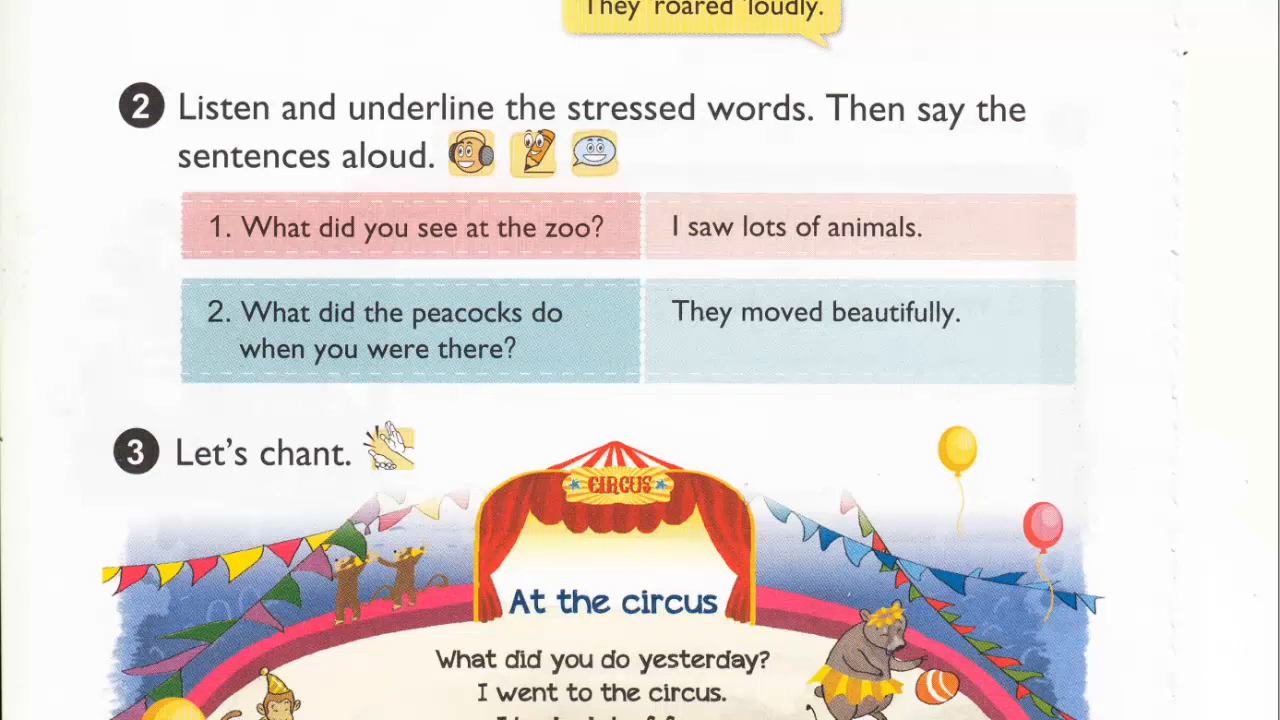 They 'roared 'loudly.
2 Listen and underline the stressed words. Then say the
sentences aloud.
1. What did you see at the zoo?
I saw lots of animals.
2. What did the peacocks do
when you were there?
They moved beautifully.
3 Let's chant.
CIRCUS
At the circus
What did you do yesterday?
I went to the circus.